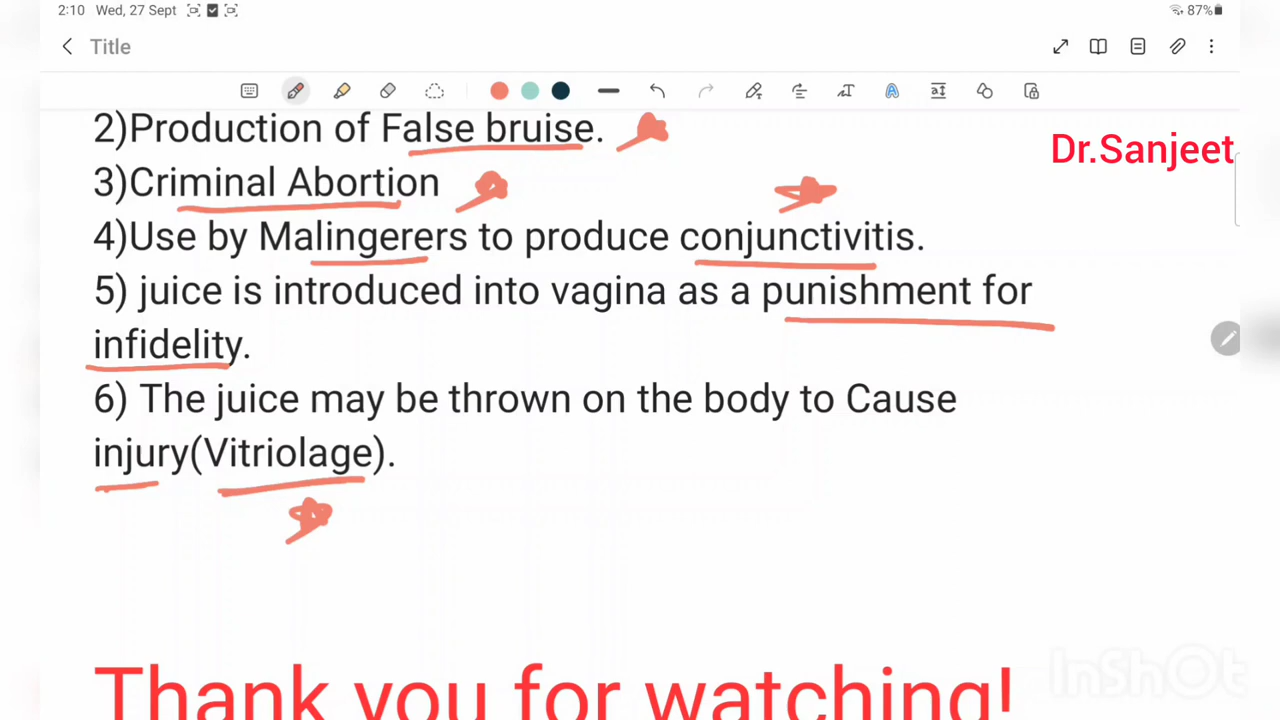 2:10 Wed, 27 Sept
87%
Title
2)Production of False bruise.
Dr.Sanjeet
3)Criminal Abortion
4)Use by Malingerers to produce conjunctivitis.
5) juice is introduced into vagina as a punishment for
infidelity.
6) The juice may be thrown on the body to Cause
injury(Vitriolage).
Thank you for watching!
InShOt